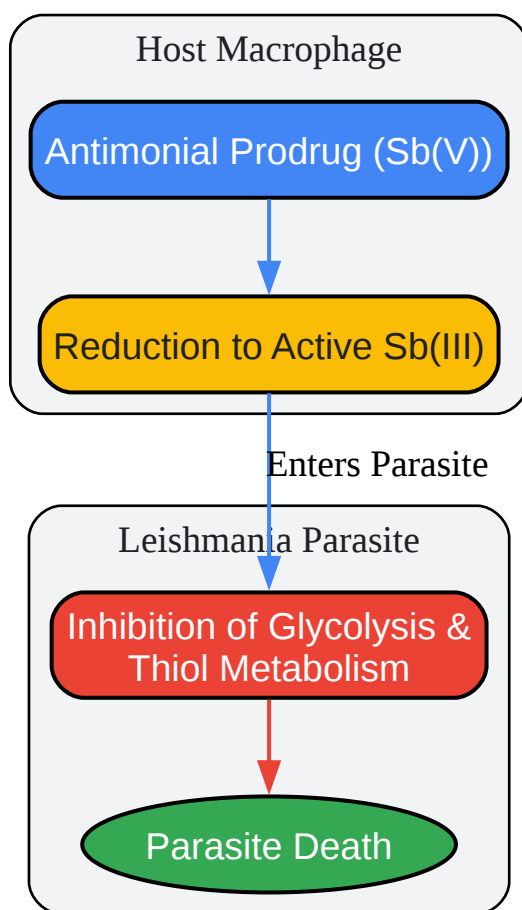 Host Macrophage
Antimonial Prodrug (Sb(V))
Reduction to Active Sb(III)
Enters Parasite
Leishmania Parasite
Inhibition of Glycolysis &
Thiol Metabolism
Parasite Death